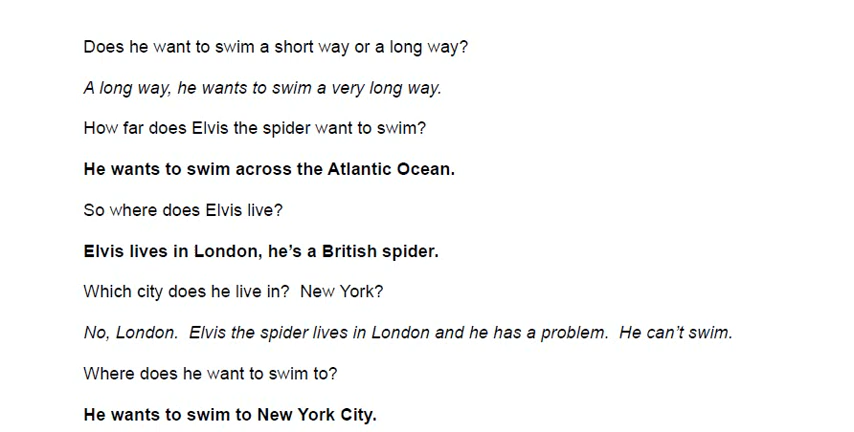 Does he want to swim a short way or a long way?
A long way, he wants to swim a very long way.
How far does Elvis the spider want to swim?
He wants to swim across the Atlantic Ocean.
So where does Elvis live?
Elvis lives in London, he’s a British spider.
Which city does he live in?  New York?
No, London.  Elvis the spider lives in London and he has a problem.  He can’t swim.
Where does he want to swim to?
He wants to swim to New York City.